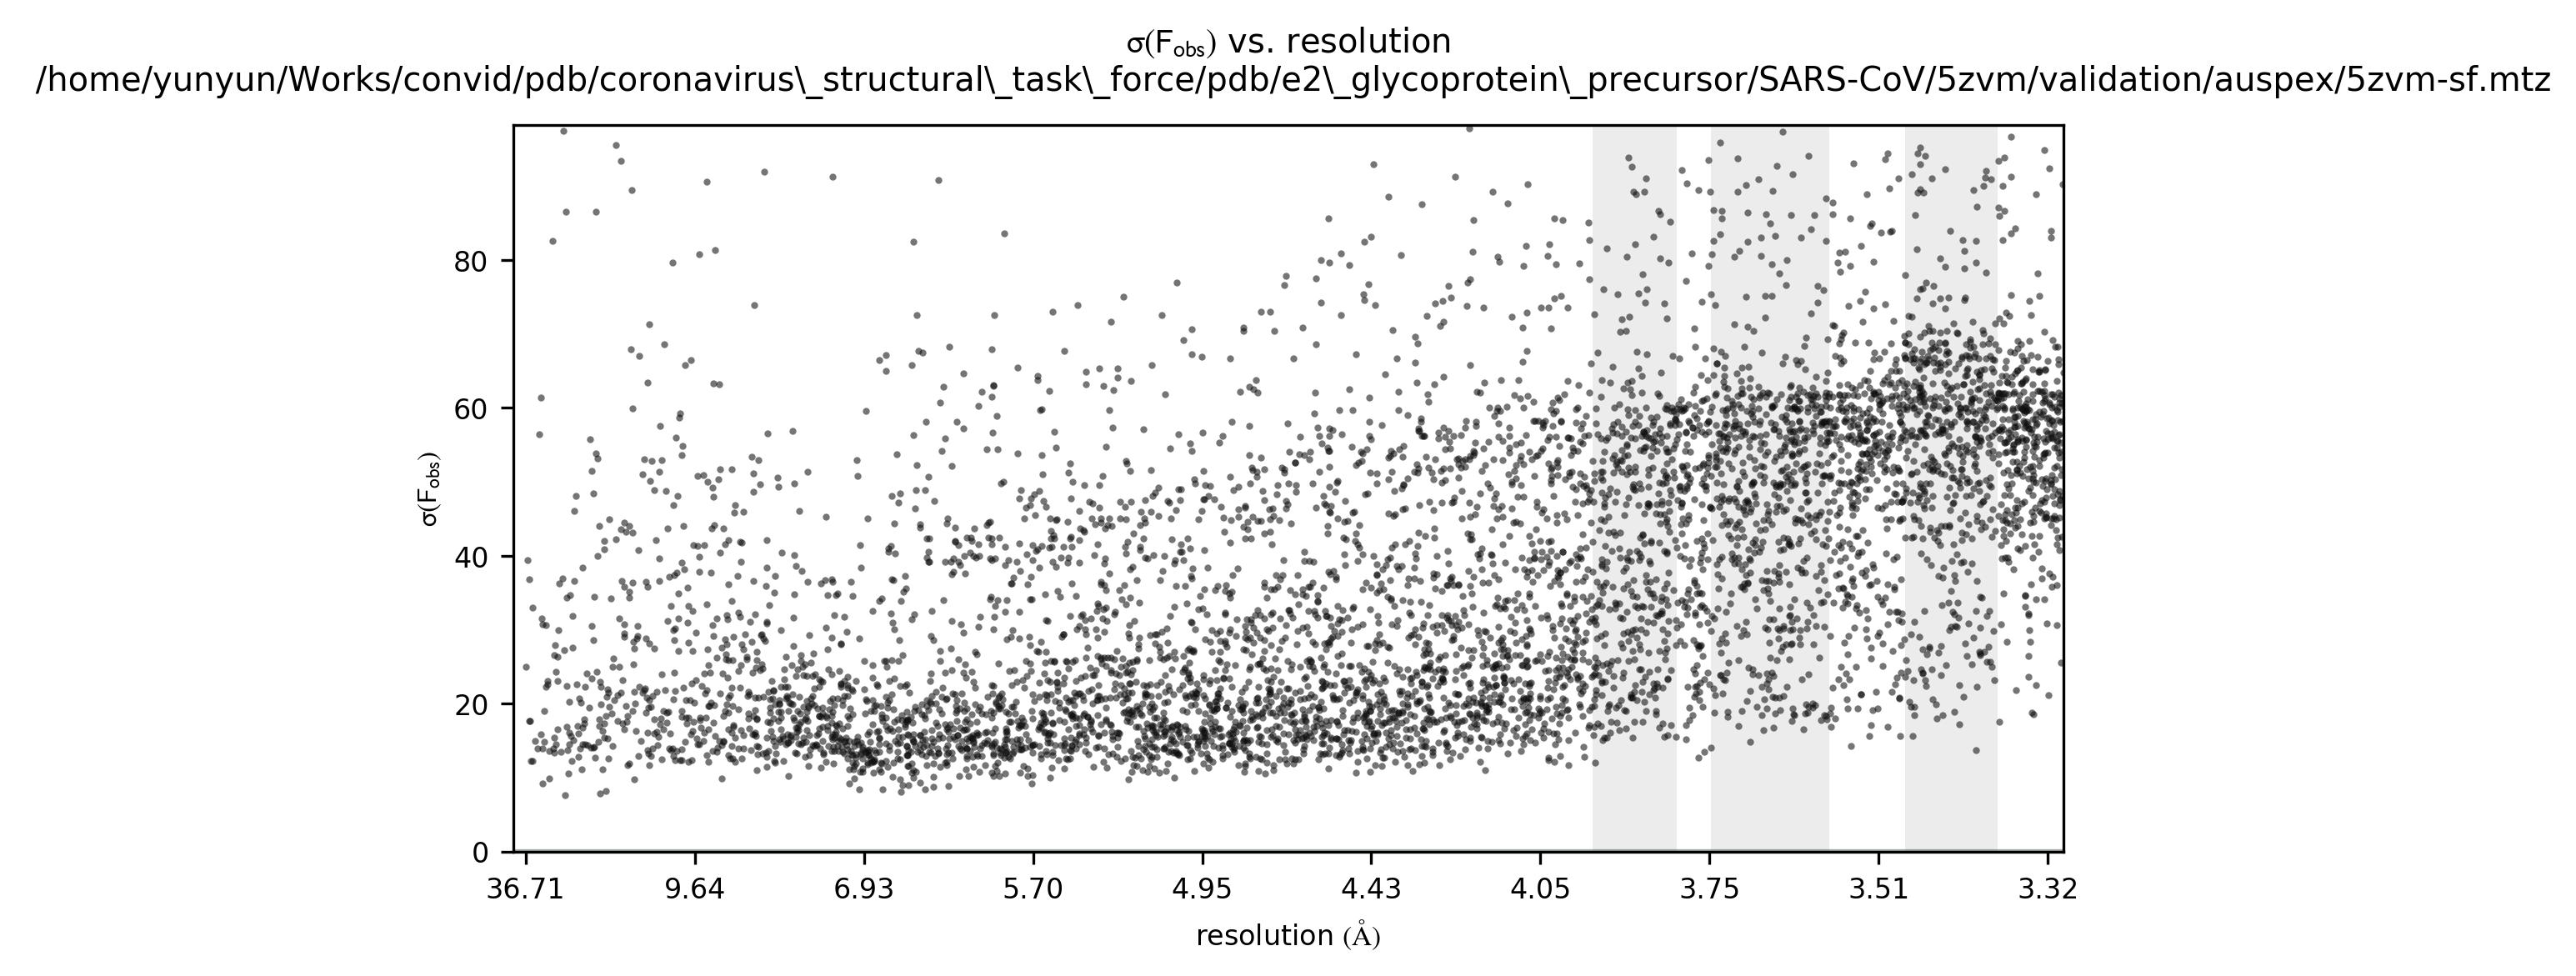 σ(F_obs) vs. resolution
/home/yunyun/Works/convid/pdb/coronavirus\_structural\_task\_force/pdb/e2\_glycoprotein\_precursor/SARS-CoV/5zvm/validation/auspex/5zvm-sf.mtz
σ(F_obs)
80
60
40
20
0
36.71 9.64 6.93 5.70 4.95 4.43 4.05 3.75 3.51 3.32
resolution (Å)